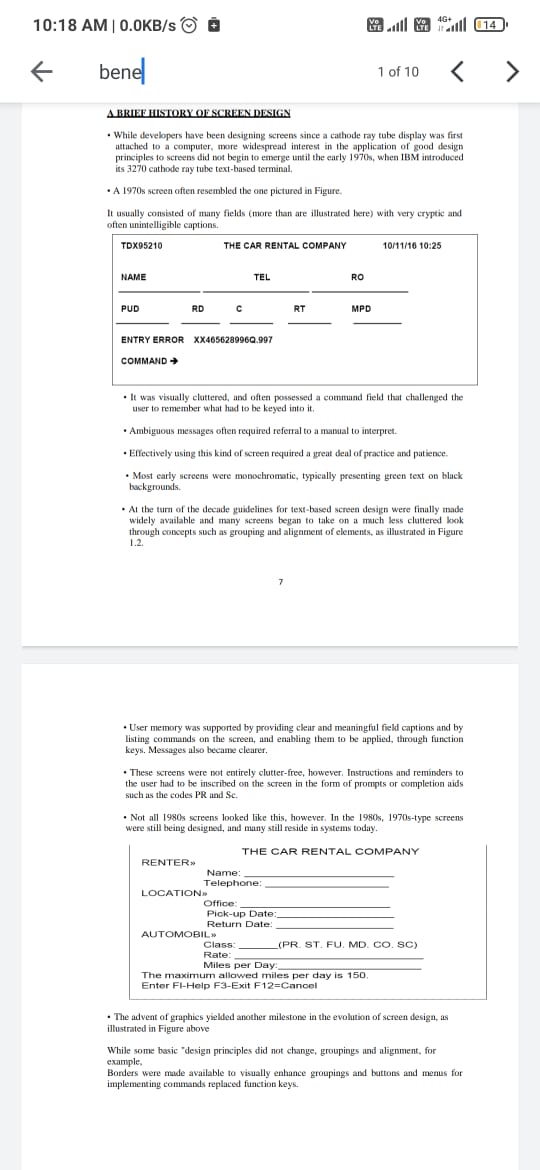 10:18 AM | 0.0KB/s
Vo LTE Vo LTE 4G+ 14
bene 1 of 10
A BRIEF HISTORY OF SCREEN DESIGN
• While developers have been designing screens since a cathode ray tube display was first
attached to a computer, more widespread interest in the application of good design
principles to screens did not begin to emerge until the early 1970s, when IBM introduced
its 3270 cathode ray tube text-based terminal.
• A 1970s screen often resembled the one pictured in Figure.
It usually consisted of many fields (more than are illustrated here) with very cryptic and
often unintelligible captions.
TDX95210 THE CAR RENTAL COMPANY 10/11/16 10:25
NAME TEL RO
PUD RD C RT MPD
ENTRY ERROR XX465628996Q.997
COMMAND ➔
• It was visually cluttered, and often possessed a command field that challenged the
user to remember what had to be keyed into it.
• Ambiguous messages often required referral to a manual to interpret.
• Effectively using this kind of screen required a great deal of practice and patience.
• Most early screens were monochromatic, typically presenting green text on black
backgrounds.
• At the turn of the decade guidelines for text-based screen design were finally made
widely available and many screens began to take on a much less cluttered look
through concepts such as grouping and alignment of elements, as illustrated in Figure
1.2.
7
• User memory was supported by providing clear and meaningful field captions and by
listing commands on the screen, and enabling them to be applied, through function
keys. Messages also became clearer.
• These screens were not entirely clutter-free, however. Instructions and reminders to
the user had to be inscribed on the screen in the form of prompts or completion aids
such as the codes PR and Sc.
• Not all 1980s screens looked like this, however. In the 1980s, 1970s-type screens
were still being designed, and many still reside in systems today.
THE CAR RENTAL COMPANY
RENTER»
Name:
Telephone:
LOCATION»
Office:
Pick-up Date:
Return Date:
AUTOMOBIL»
Class: (PR. ST. FU. MD. CO. SC)
Rate:
Miles per Day:
The maximum allowed miles per day is 150.
Enter FI-Help F3-Exit F12=Cancel
• The advent of graphics yielded another milestone in the evolution of screen design, as
illustrated in Figure above
While some basic "design principles did not change, groupings and alignment, for
example,
Borders were made available to visually enhance groupings and buttons and menus for
implementing commands replaced function keys.